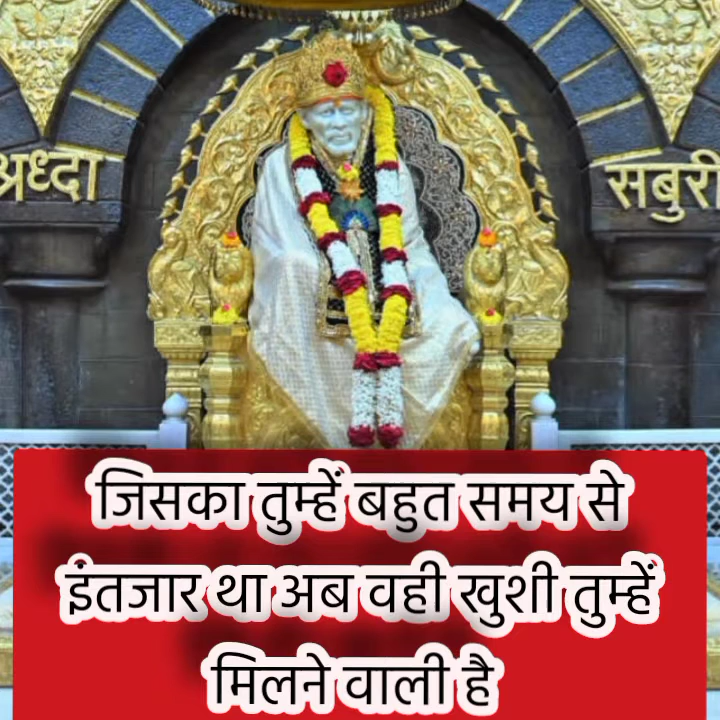 श्रध्दा
सबुरी
जिसका तुम्हें बहुत समय से
इंतजार था अब वही खुशी तुम्हें
मिलने वाली है